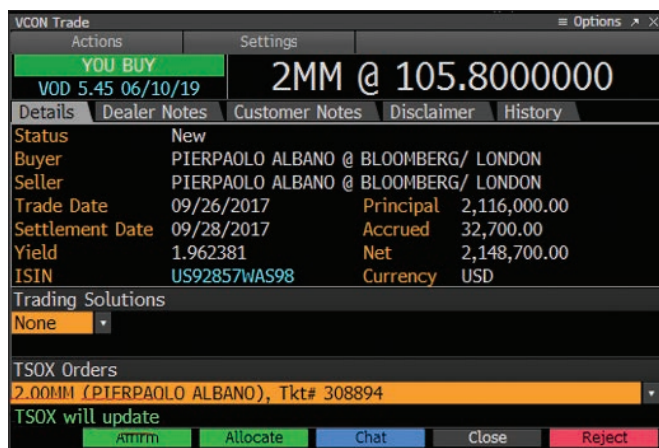 VCON Trade Options
Actions Settings
YOU BUY
VOD 5.45 06/10/19
2MM @ 105.8000000
Details Dealer Notes Customer Notes Disclaimer History
Status New
Buyer PIERPAOLO ALBANO @ BLOOMBERG/ LONDON
Seller PIERPAOLO ALBANO @ BLOOMBERG/ LONDON
Trade Date 09/26/2017 Principal 2,116,000.00
Settlement Date 09/28/2017 Accrued 32,700.00
Yield 1.962381 Net 2,148,700.00
ISIN US92857WAS98 Currency USD
Trading Solutions
None
TSOX Orders
2.00MM (PIERPAOLO ALBANO), Tkt# 308894
TSOX will update
Affirm Allocate Chat Close Reject